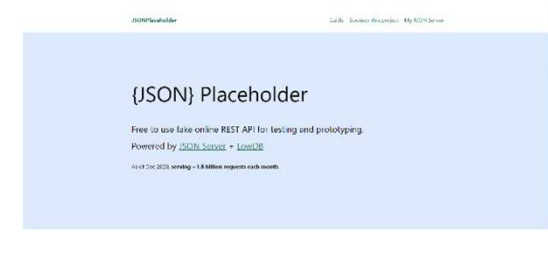 JSONPlaceholder
Guide Sponsor this project My JSON Server
{JSON} Placeholder
Free to use fake online REST API for testing and prototyping.
Powered by JSON Server + LowDB
As of Dec 2020, serving ~ 1.8 billion requests each month.